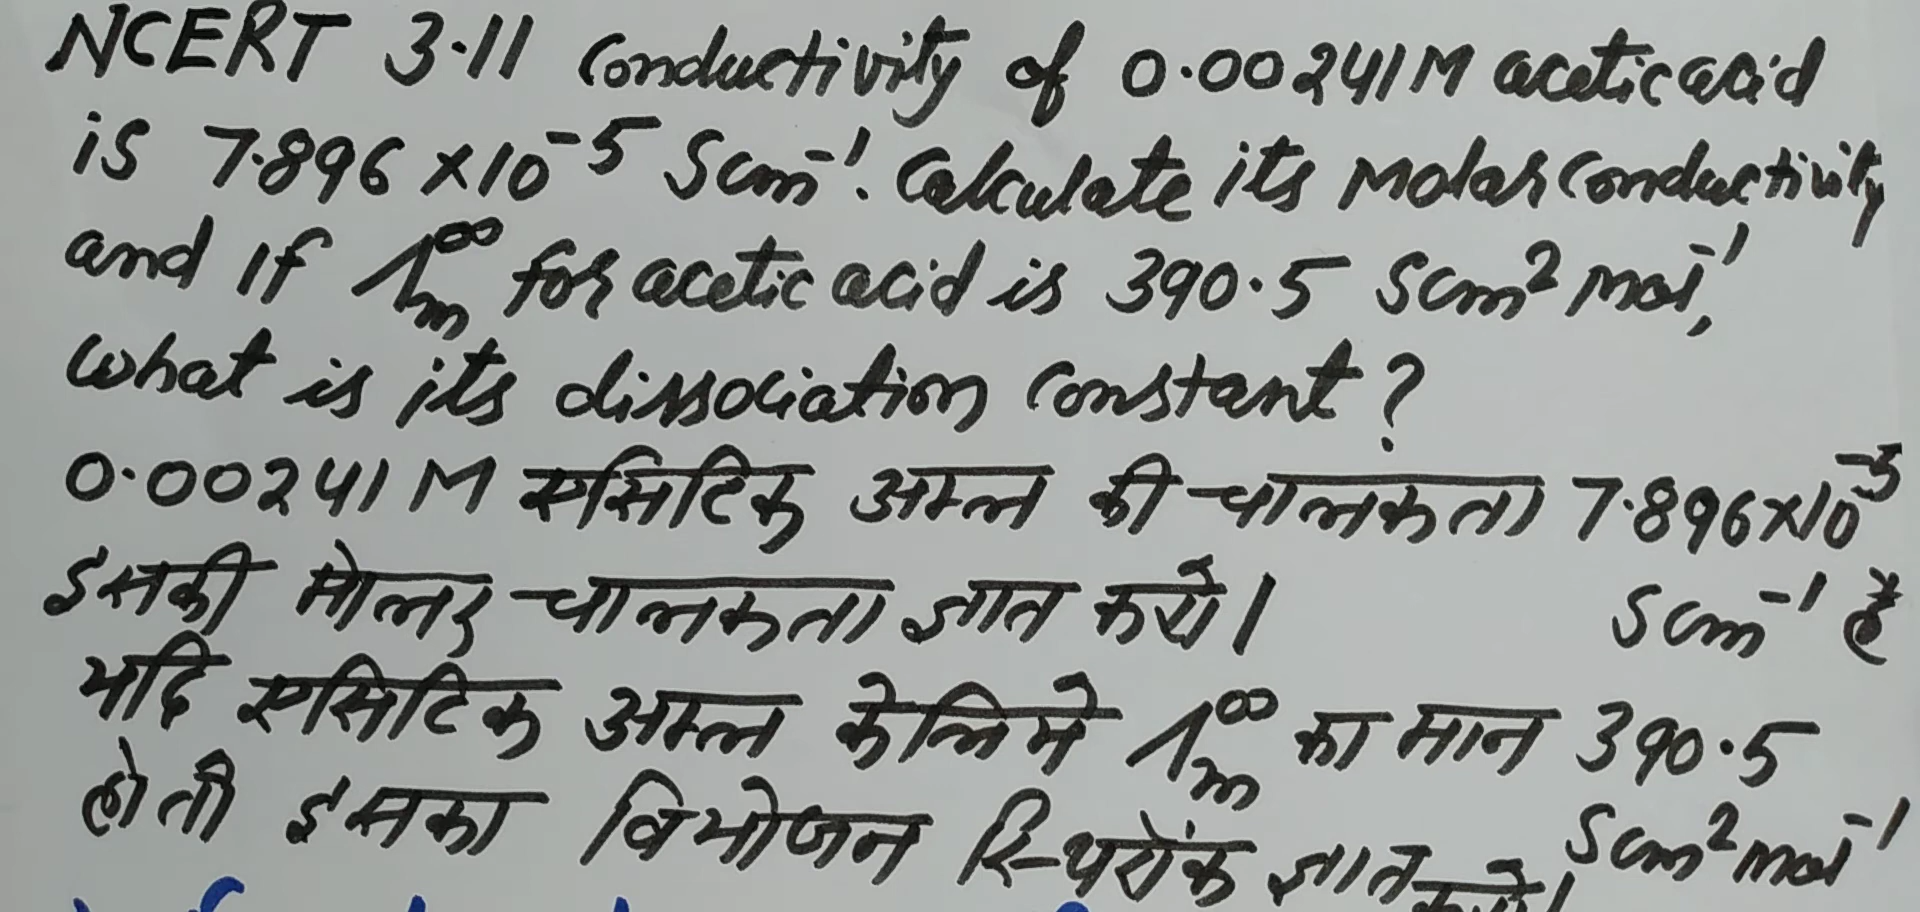 NCERT 3.11 Conductivity of 0.00241M acetic acid
is 7.896 × 10⁻⁵ Scm⁻¹. Calculate its Molar Conductivity
and If Λm∞ for acetic acid is 390.5 Scm² mol⁻¹,
what is its dissociation constant?
0.00241 M एसिटिक अम्ल की चालकता 7.896×10⁻⁵
इसकी मोलर चालकता ज्ञात करो। Scm⁻¹ है
यदि एसिटिक अम्ल के लिये Λm∞ का मान 390.5
हो तो इसका वियोजन स्थिरांक ज्ञात करो। Scm² mol⁻¹